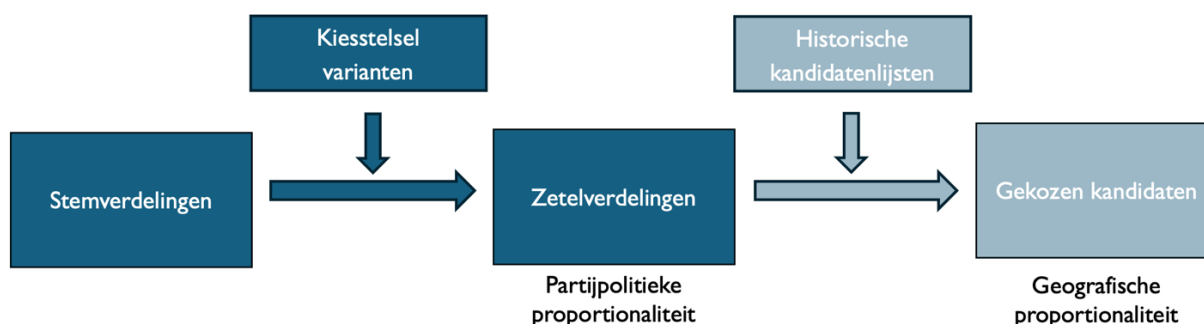 Kiesstelsel
varianten
Historische
kandidatenlijsten
Stemverdelingen
Zetelverdelingen
Gekozen kandidaten
Partijpolitieke
proportionaliteit
Geografische
proportionaliteit